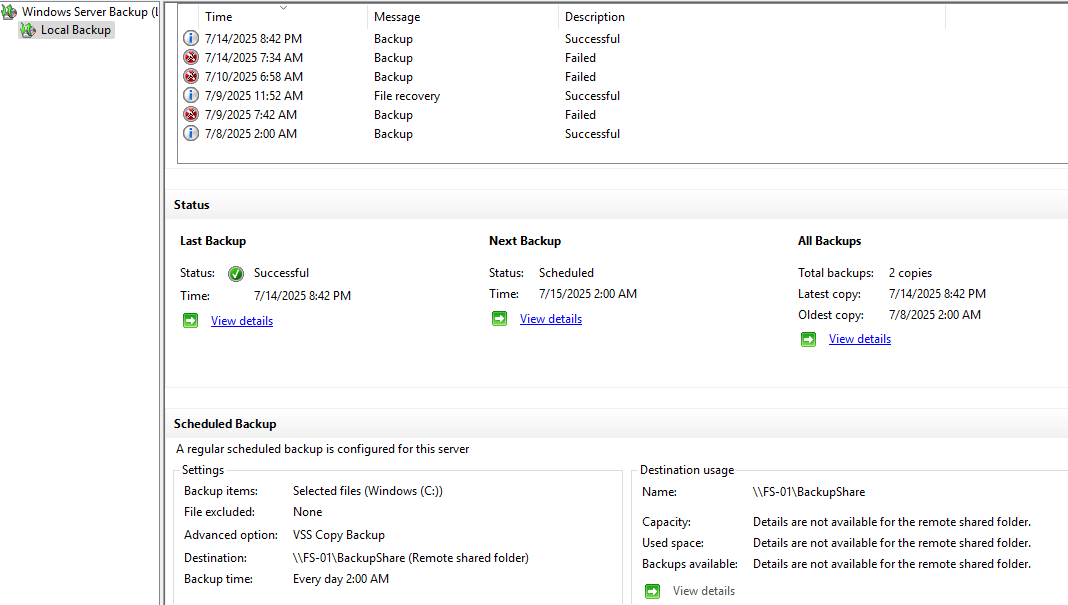 Windows Server Backup (L
Local Backup
Time Message Description
7/14/2025 8:42 PM Backup Successful
7/14/2025 7:34 AM Backup Failed
7/10/2025 6:58 AM Backup Failed
7/9/2025 11:52 AM File recovery Successful
7/9/2025 7:42 AM Backup Failed
7/8/2025 2:00 AM Backup Successful
Status
Last Backup
Status: Successful
Time: 7/14/2025 8:42 PM
View details
Next Backup
Status: Scheduled
Time: 7/15/2025 2:00 AM
View details
All Backups
Total backups: 2 copies
Latest copy: 7/14/2025 8:42 PM
Oldest copy: 7/8/2025 2:00 AM
View details
Scheduled Backup
A regular scheduled backup is configured for this server
Settings
Backup items: Selected files (Windows (C:))
File excluded: None
Advanced option: VSS Copy Backup
Destination: \\FS-01\BackupShare (Remote shared folder)
Backup time: Every day 2:00 AM
Destination usage
Name: \\FS-01\BackupShare
Capacity: Details are not available for the remote shared folder.
Used space: Details are not available for the remote shared folder.
Backups available: Details are not available for the remote shared folder.
View details